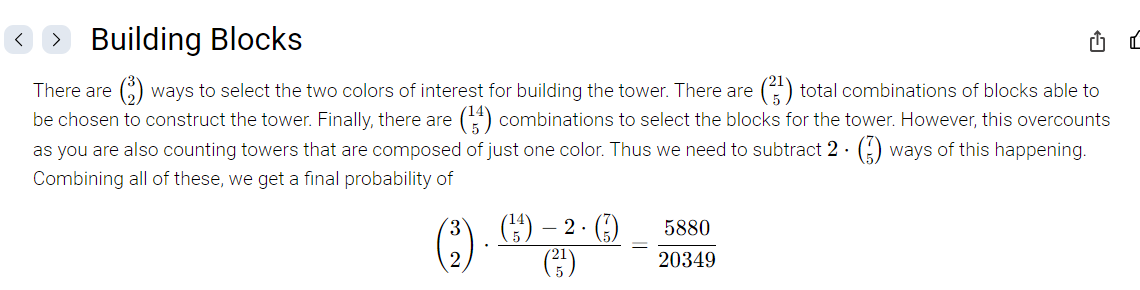 Building Blocks
There are $\binom{3}{2}$ ways to select the two colors of interest for building the tower. There are $\binom{21}{5}$ total combinations of blocks able to
be chosen to construct the tower. Finally, there are $\binom{14}{5}$ combinations to select the blocks for the tower. However, this overcounts
as you are also counting towers that are composed of just one color. Thus we need to subtract $2 \cdot \binom{7}{5}$ ways of this happening.
Combining all of these, we get a final probability of
$\binom{3}{2} \cdot \frac{\binom{14}{5} - 2 \cdot \binom{7}{5}}{\binom{21}{5}} = \frac{5880}{20349}$